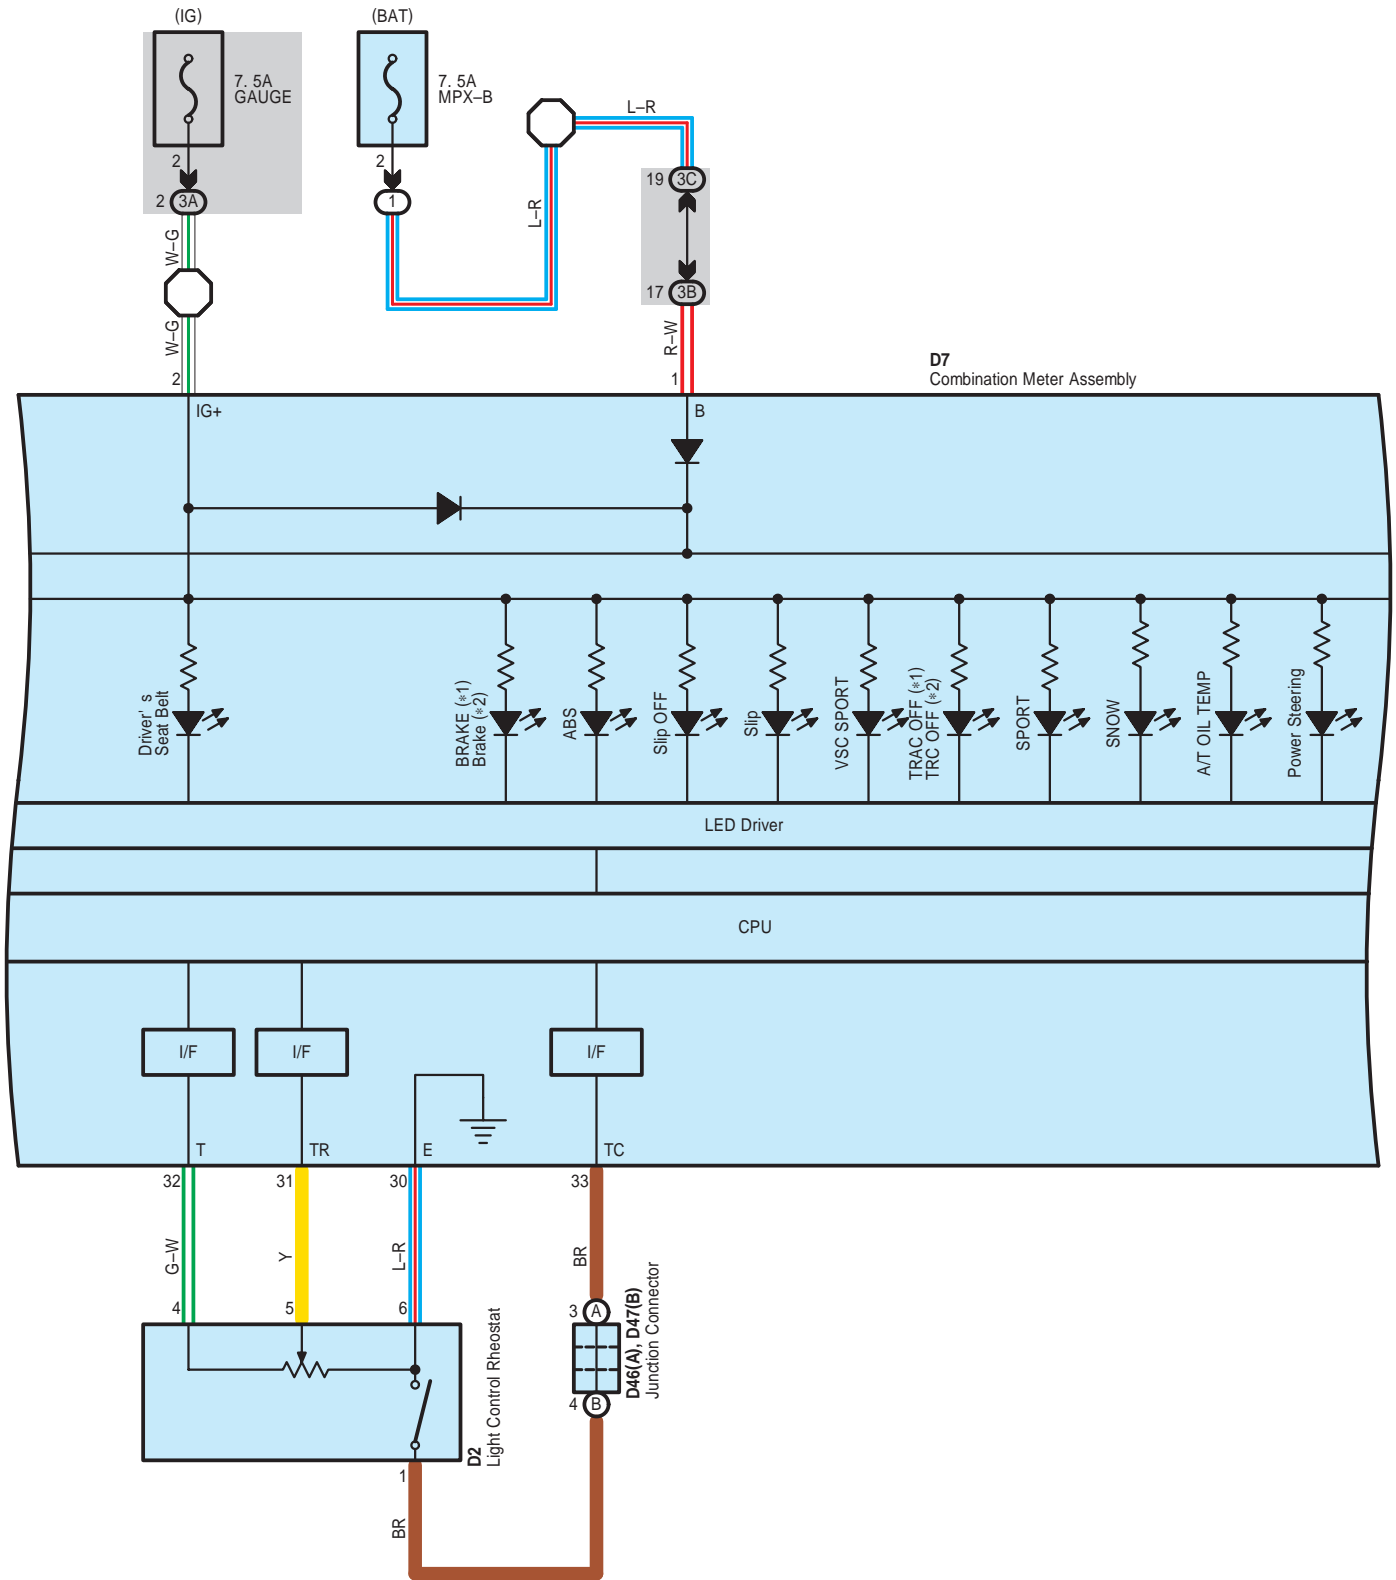 (IG)
(BAT)
7. 5A
GAUGE
7. 5A
MPX–B
2
2
2
3A
1
L–R
L–R
19
3C
17
3B
W–G
W–G
R–W
2
1
D7
Combination Meter Assembly
IG+
B
Driver' s
Seat Belt
BRAKE (*1)
Brake (*2)
ABS
Slip OFF
Slip
VSC SPORT
TRAC OFF (*1)
TRC OFF (*2)
SPORT
SNOW
A/T OIL TEMP
Power Steering
LED Driver
CPU
I/F
I/F
I/F
T
TR
E
TC
32
31
30
33
G–W
Y
L–R
BR
4
5
6
3
A
4
B
D46(A), D47(B)
Junction Connector
D2
Light Control Rheostat
1
BR